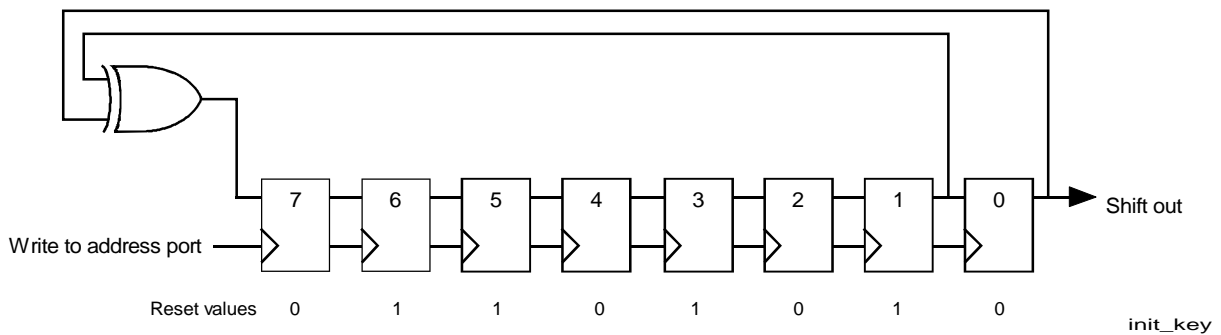 7 6 5 4 3 2 1 0
Shift out
Write to address port
Reset values 0 1 1 0 1 0 1 0
init_key